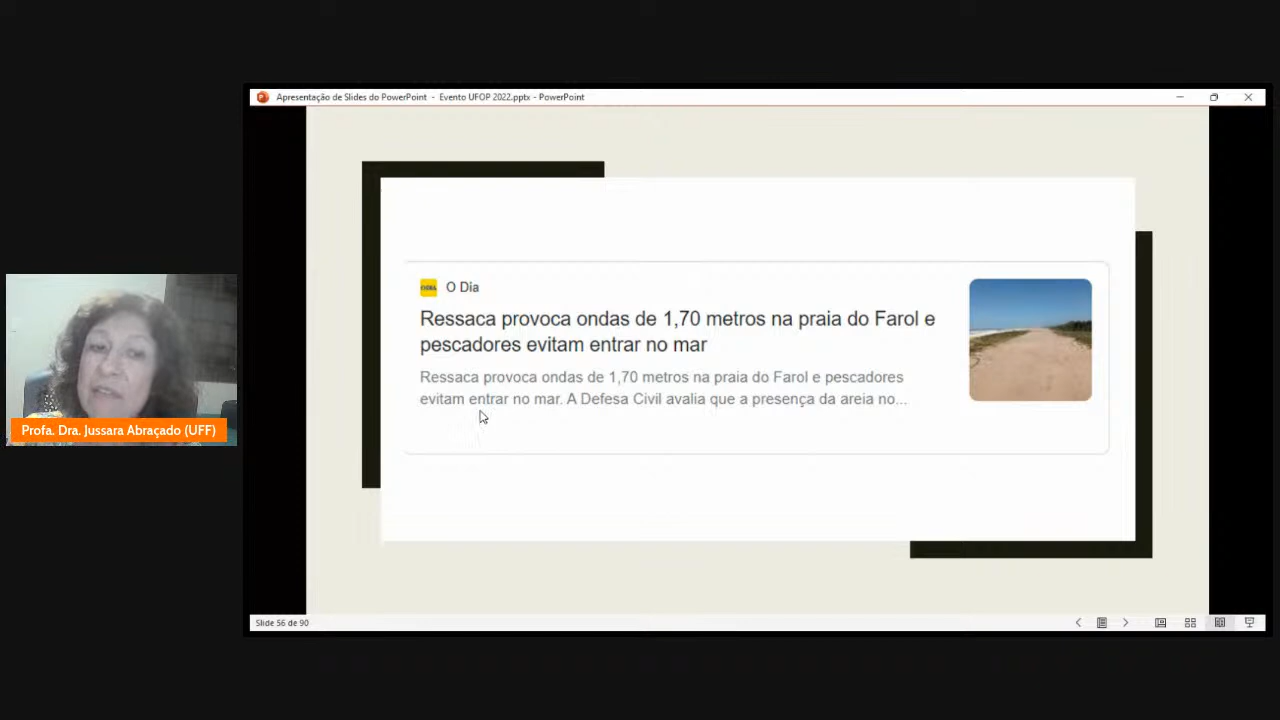 Apresentação de Slides do PowerPoint - Evento UFOP 2022.pptx - PowerPoint
O DIA
O Dia
Ressaca provoca ondas de 1,70 metros na praia do Farol e
pescadores evitam entrar no mar
Ressaca provoca ondas de 1,70 metros na praia do Farol e pescadores
evitam entrar no mar. A Defesa Civil avalia que a presença da areia no...
Profa. Dra. Jussara Abraçado (UFF)
Slide 56 de 90